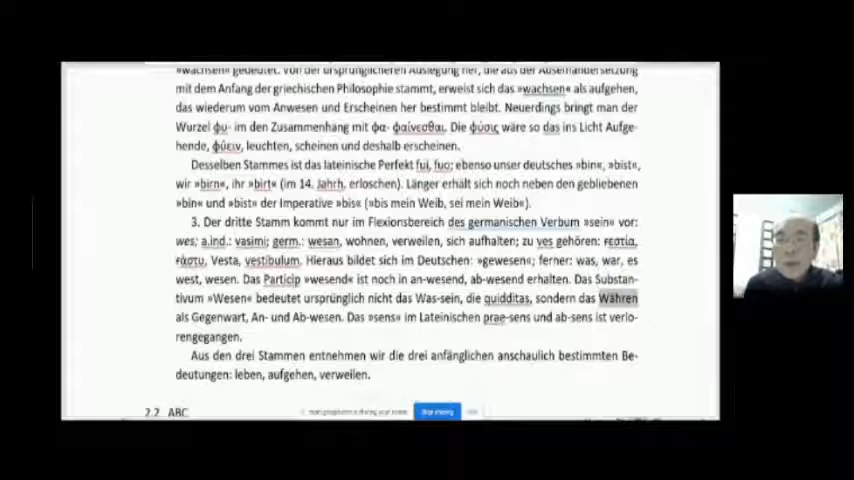 »wachsen« gedeutet. Von der ursprünglicheren Auslegung her, die aus der Auseinandersetzung
mit dem Anfang der griechischen Philosophie stammt, erweist sich das »wachsen« als aufgehen,
das wiederum vom Anwesen und Erscheinen her bestimmt bleibt. Neuerdings bringt man der
Wurzel φυ- im den Zusammenhang mit φα- φαίνεσθαι. Die φύσις wäre so das ins Licht Aufge-
hende, φύειν, leuchten, scheinen und deshalb erscheinen.
Desselben Stammes ist das lateinische Perfekt fui, fuo; ebenso unser deutsches »bin«, »bist«,
wir »birn«, ihr »birt« (im 14. Jahrh, erloschen). Länger erhält sich noch neben den gebliebenen
»bin« und »bist« der Imperative »bis« (»bis mein Weib, sei mein Weib«).
3. Der dritte Stamm kommt nur im Flexionsbereich des germanischen Verbum »sein« vor:
wes; a.ind.: vasimi; germ.: wesan, wohnen, verweilen, sich aufhalten; zu ves gehören:
Vesta, vestibulum. Hieraus bildet sich im Deutschen: »gewesen«; ferner: was, war, es
west, wesen. Das Particip »wesend« ist noch in an-wesend, ab-wesend erhalten. Das Substan-
tivum »Wesen« bedeutet ursprünglich nicht das Was-sein, die quidditas, sondern das Währen
als Gegenwart, An- und Ab-wesen. Das »sens« im Lateinischen prae-sens und ab-sens ist verlo-
rengegangen.
Aus den drei Stammen entnehmen wir die drei anfänglichen anschaulich bestimmten Be-
deutungen: leben, aufgehen, verweilen.
2.2 ABC